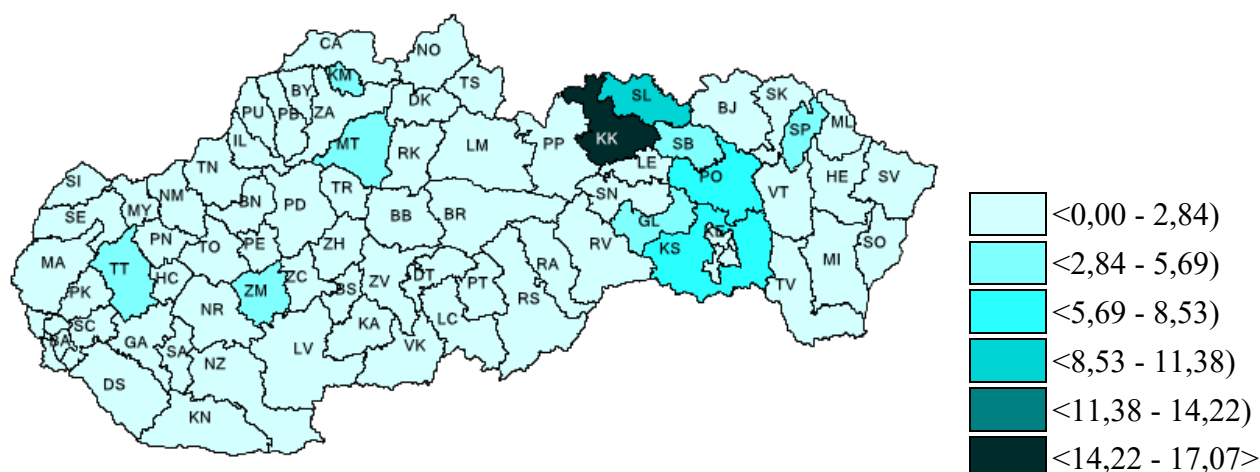 CA
NO
KM
TS
BY
DK
PU
PB
ZA
IL
MT
RK
LM
PP
KK
SL
BJ
SK
SP
ML
SB
LE
PO
HE
SV
VT
SI
TN
SE
MY
NM
BN
PD
TR
BB
BR
SN
GL
RV
KS
KE
SO
MA
TT
PN
TO
PE
ZH
HC
ZM
ZC
BS
ZV
DT
PT
RA
RS
MI
TV
PK
NR
SC
BA
GA
SA
NZ
LV
KA
LC
VK
DS
KN
<0,00 - 2,84)
<2,84 - 5,69)
<5,69 - 8,53)
<8,53 - 11,38)
<11,38 - 14,22)
<14,22 - 17,07>